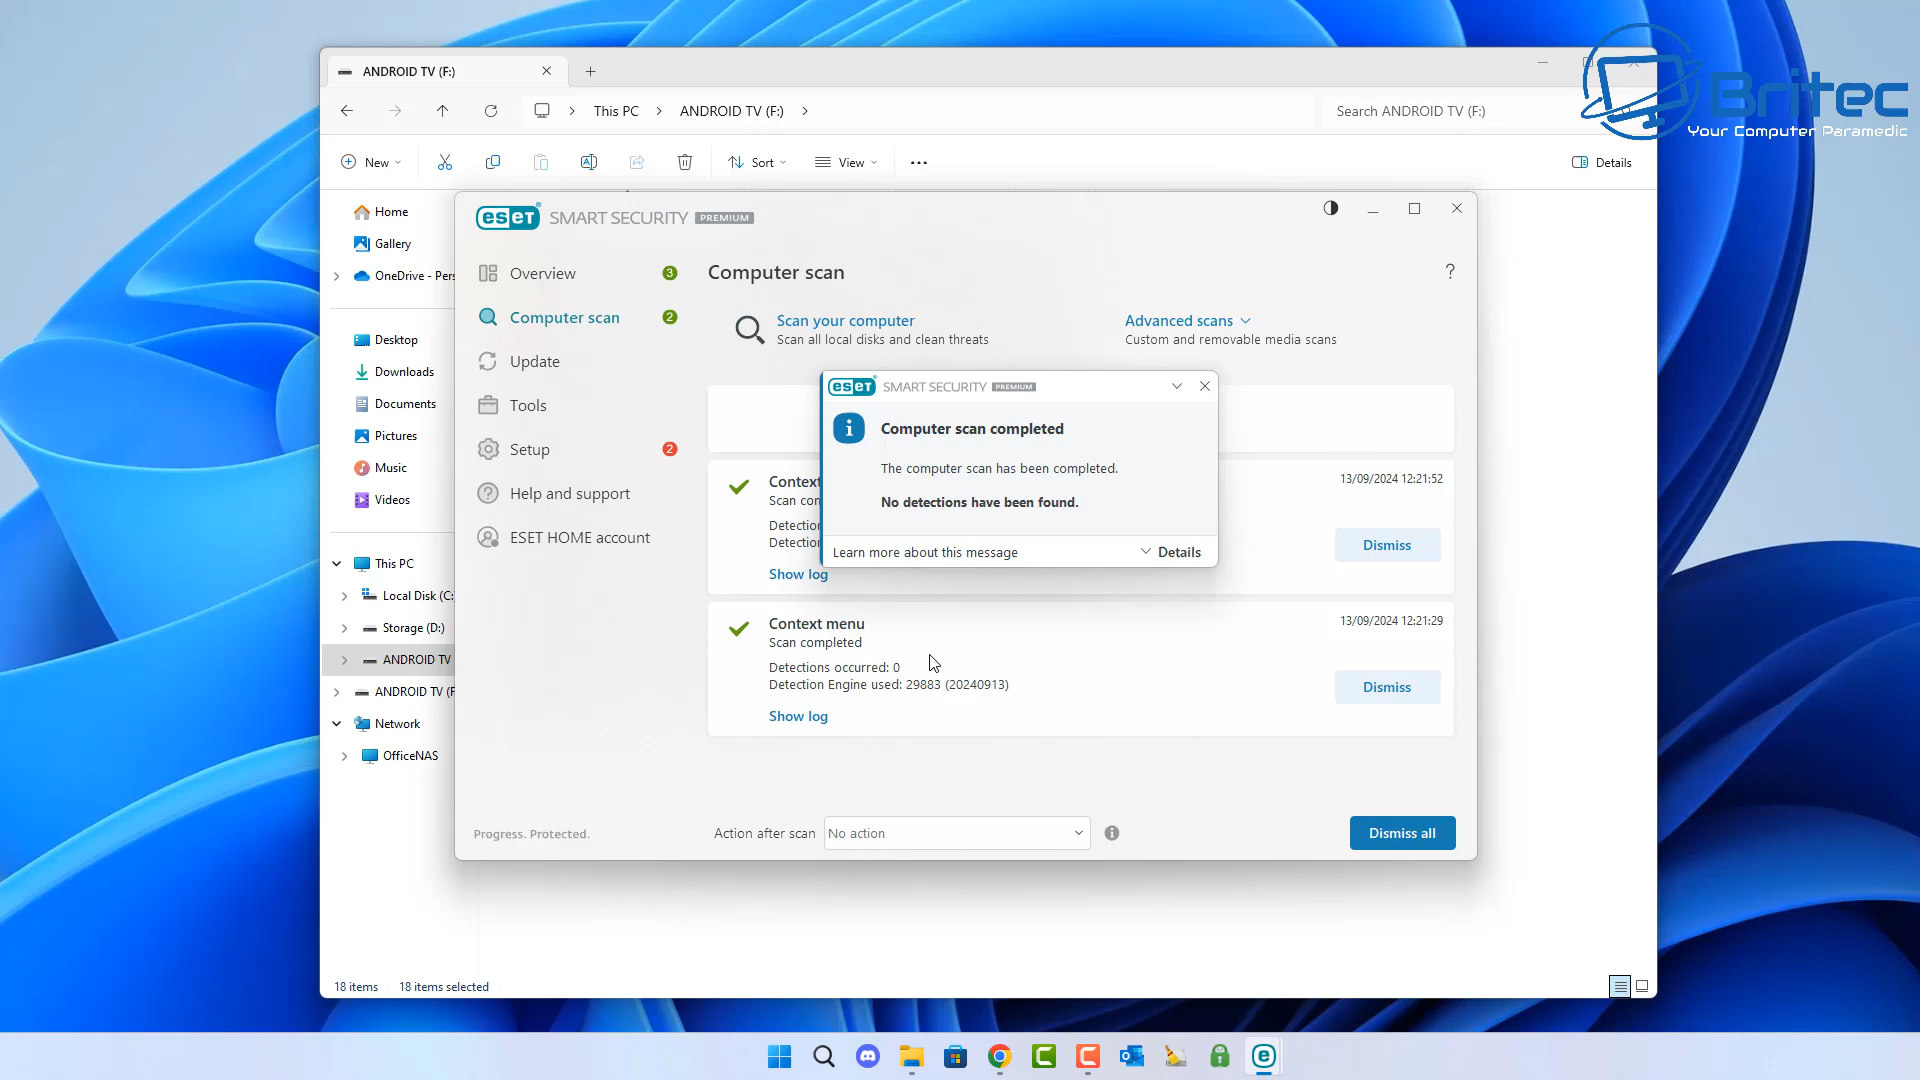 ANDROID TV (F:)
This PC
ANDROID TV (F:)
Search ANDROID TV (F:)
Britec
Your Computer Paramedic
New
Sort
View
Details
Home
Gallery
OneDrive - Pers
Desktop
Downloads
Documents
Pictures
Music
Videos
This PC
Local Disk (C:
Storage (D:)
ANDROID TV
ANDROID TV (F
Network
OfficeNAS
eset SMART SECURITY PREMIUM
Overview
3
Computer scan
2
Update
Tools
Setup
2
Help and support
ESET HOME account
Progress. Protected.
Computer scan
?
Scan your computer
Scan all local disks and clean threats
Advanced scans
Custom and removable media scans
eset SMART SECURITY PREMIUM
Computer scan completed
The computer scan has been completed.
No detections have been found.
Learn more about this message
Details
Context
Scan con
Detection
Detection
Show log
13/09/2024 12:21:52
Dismiss
Context menu
Scan completed
Detections occurred: 0
Detection Engine used: 29883 (20240913)
Show log
13/09/2024 12:21:29
Dismiss
Action after scan
No action
Dismiss all
18 items
18 items selected